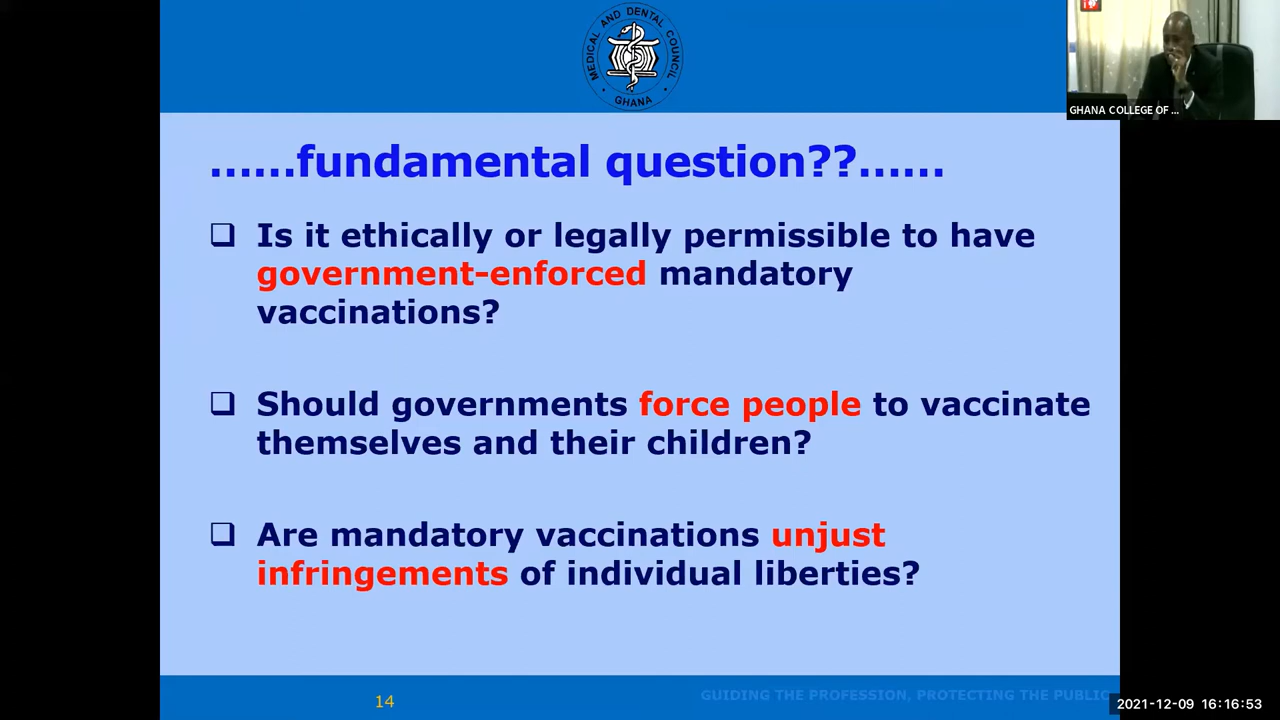 MEDICAL AND DENTAL COUNCIL
GHANA
GHANA COLLEGE OF ...
......fundamental question??......
❑ Is it ethically or legally permissible to have
government-enforced mandatory
vaccinations?
❑ Should governments force people to vaccinate
themselves and their children?
❑ Are mandatory vaccinations unjust
infringements of individual liberties?
14
GUIDING THE PROFESSION, PROTECTING THE PUBLIC
2021-12-09 16:16:53